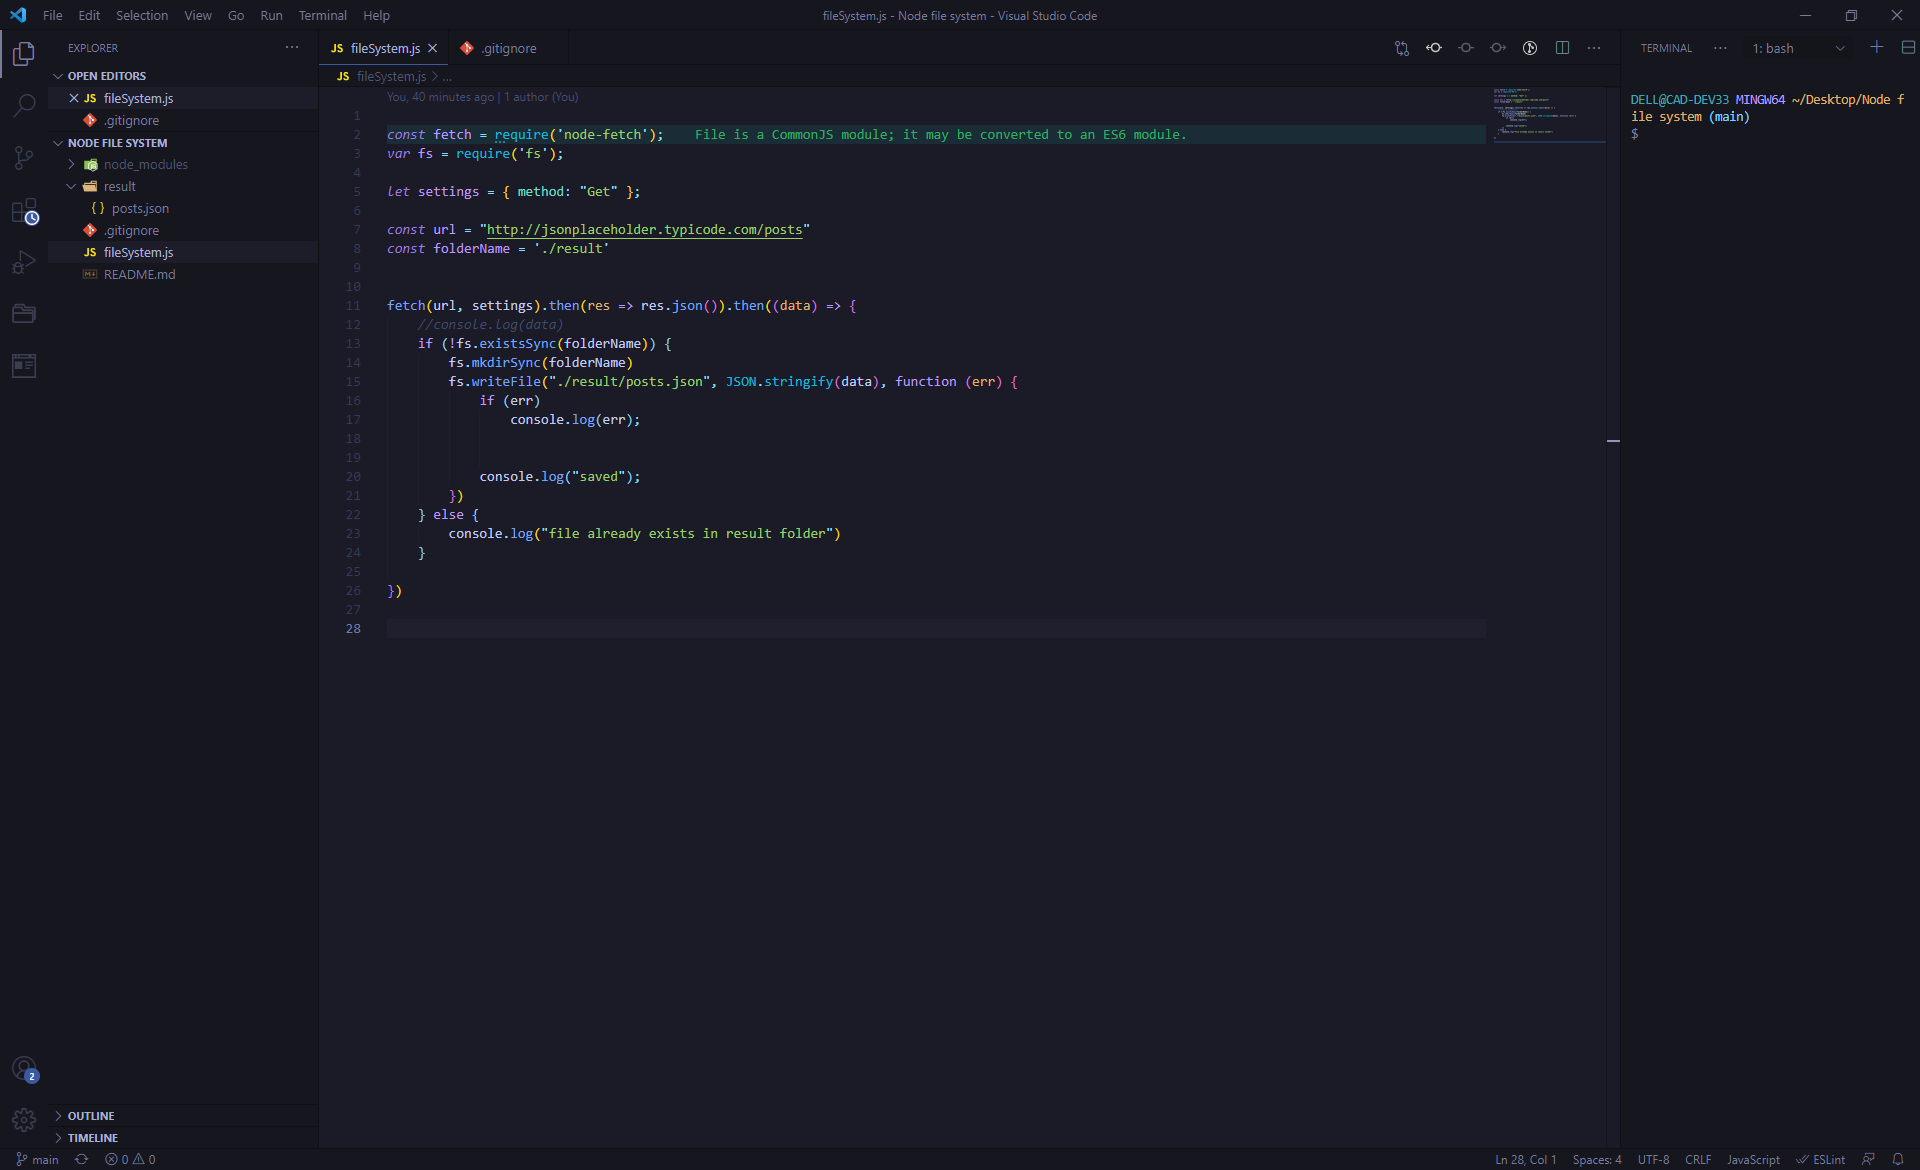 File Edit Selection View Go Run Terminal Help
fileSystem.js - Node file system - Visual Studio Code
EXPLORER
OPEN EDITORS
JS fileSystem.js
.gitignore
NODE FILE SYSTEM
node_modules
result
{} posts.json
.gitignore
JS fileSystem.js
README.md
OUTLINE
TIMELINE
2
JS fileSystem.js
.gitignore
JS fileSystem.js > ...
You, 40 minutes ago | 1 author (You)
1
2 const fetch = require('node-fetch'); File is a CommonJS module; it may be converted to an ES6 module.
3 var fs = require('fs');
4
5 let settings = { method: "Get" };
6
7 const url = "http://jsonplaceholder.typicode.com/posts"
8 const folderName = './result'
9
10
11 fetch(url, settings).then(res => res.json()).then((data) => {
12 //console.log(data)
13 if (!fs.existsSync(folderName)) {
14 fs.mkdirSync(folderName)
15 fs.writeFile("./result/posts.json", JSON.stringify(data), function (err) {
16 if (err)
17 console.log(err);
18
19
20 console.log("saved");
21 })
22 } else {
23 console.log("file already exists in result folder")
24 }
25
26 })
27
28
TERMINAL
1: bash
DELL@CAD-DEV33 MINGW64 ~/Desktop/Node f
ile system (main)
$
main 0 0
Ln 28, Col 1 Spaces: 4 UTF-8 CRLF JavaScript ESLint